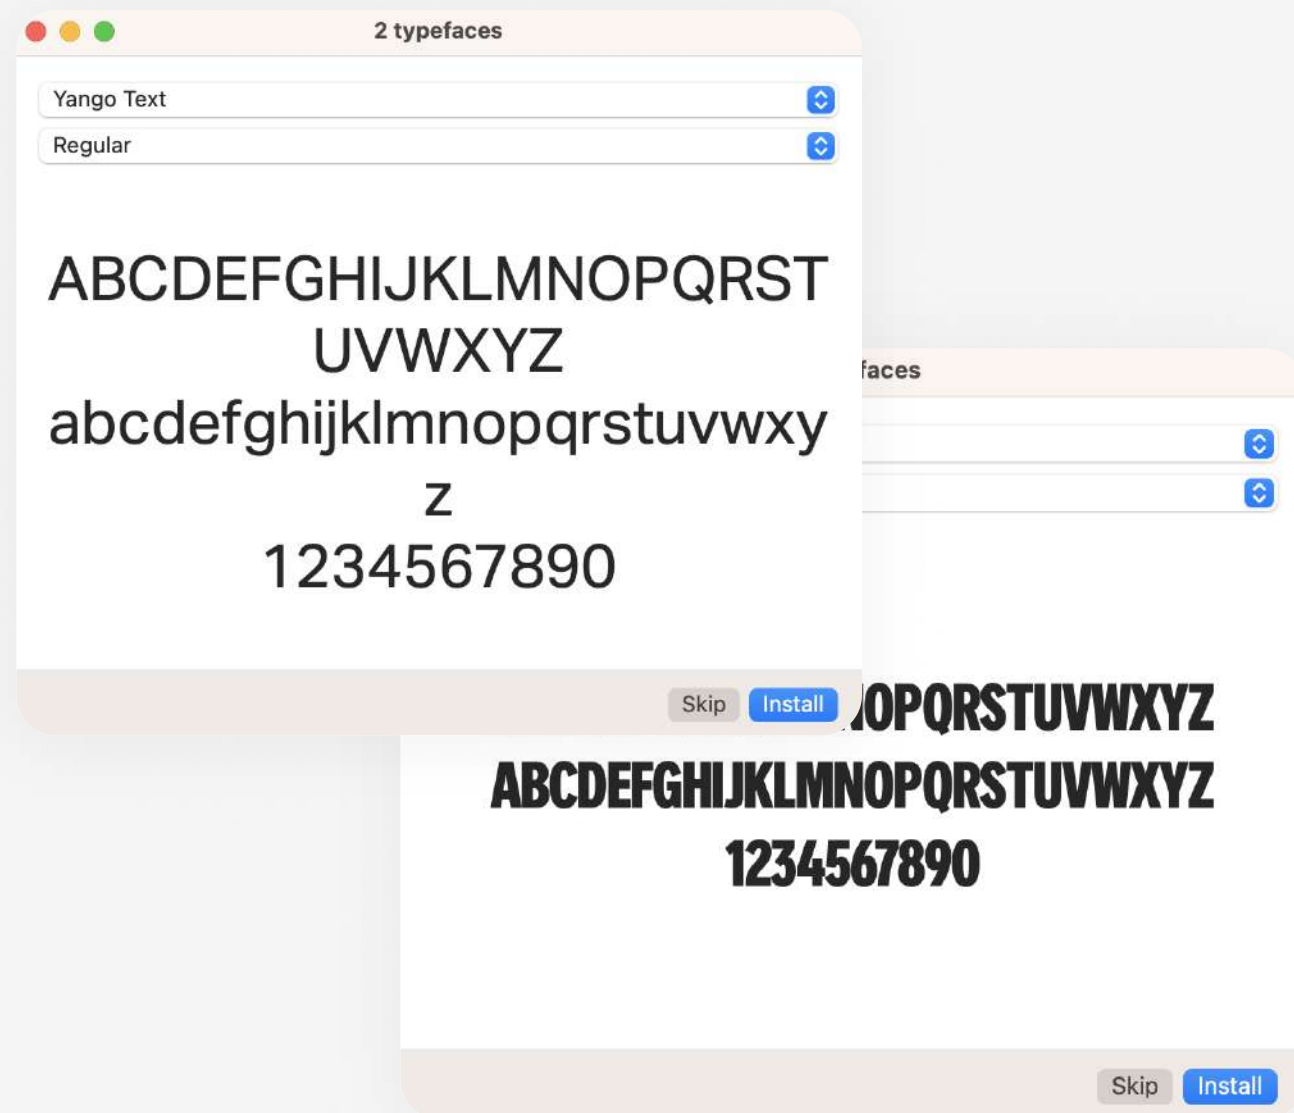 2 typefaces
Yango Text
Regular
ABCDEFGHIJKLMNOPQRST
UVWXYZ
abcdefghijklmnopqrstuvwxy
z
1234567890
Skip Install
faces
OPQRSTUVWXYZ
ABCDEFGHIJKLMNOPQRSTUVWXYZ
1234567890
Skip Install